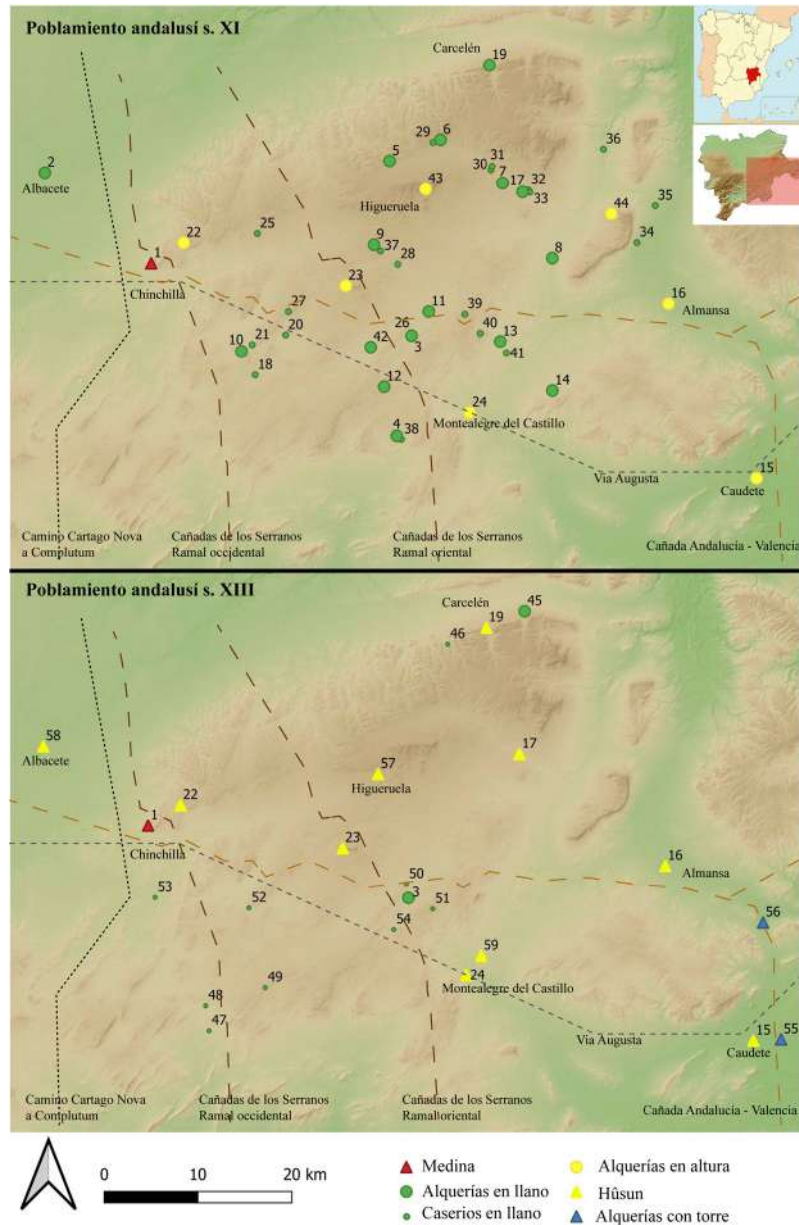 Poblamiento andalusí s. XI
Carcelén
19
29
6
36
5
31
30
7
2
Albacete
43
17
32
33
Higueruela
44
35
22
25
9
37
34
1
28
8
Chinchilla
23
16
Almansa
27
11
39
26
40
20
21
10
42
3
13
41
18
12
14
24
Montealegre del Castillo
4
38
Via Augusta
15
Caudete
Camino Cartago Nova
a Complutum
Cañadas de los Serranos
Ramal occidental
Cañadas de los Serranos
Ramal oriental
Cañada Andalucía - Valencia
Poblamiento andalusí s. XIII
Carcelén
45
19
46
58
Albacete
17
57
Higueruela
22
1
Chinchilla
23
16
Almansa
50
53
3
52
51
56
54
59
24
Montealegre del Castillo
49
48
47
Via Augusta
15
55
Caudete
Camino Cartago Nova
a Complutum
Cañadas de los Serranos
Ramal occidental
Cañadas de los Serranos
Ramal oriental
Cañada Andalucía - Valencia
0 10 20 km
Medina
Alquerías en llano
Caserios en llano
Alquerías en altura
Hûsun
Alquerías con torre